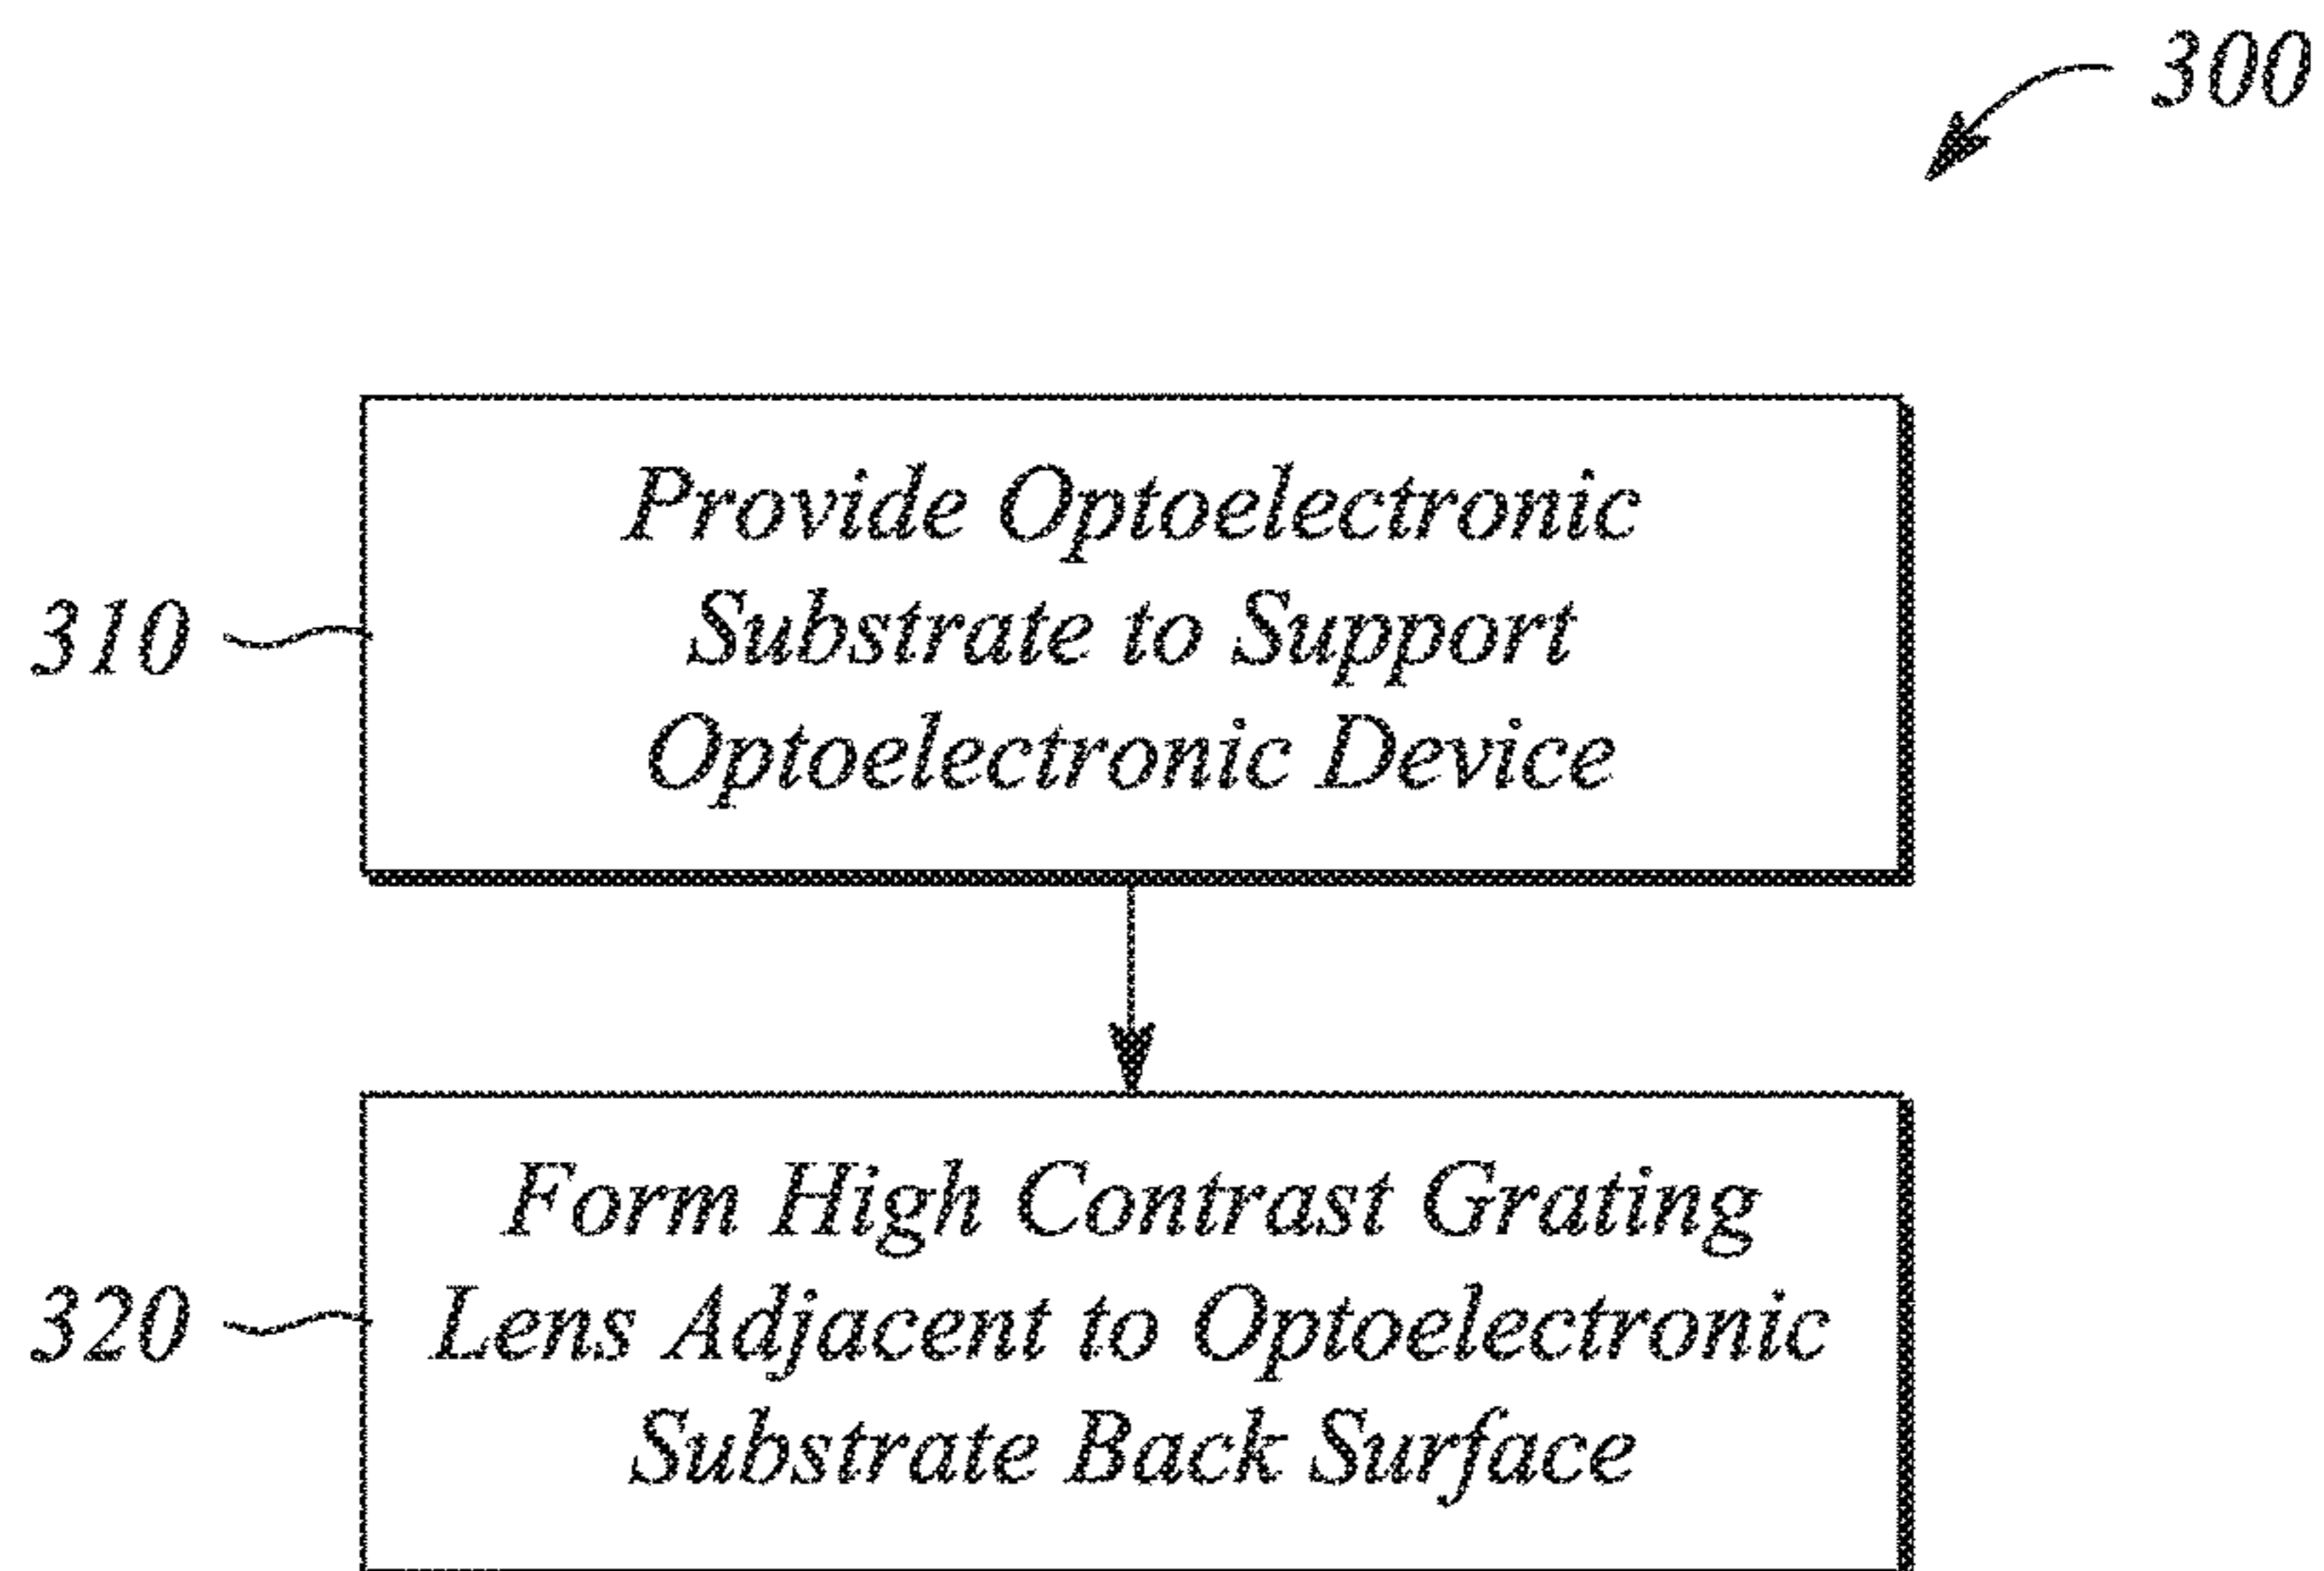 300
Provide Optoelectronic
Substrate to Support
Optoelectronic Device
310
Form High Contrast Grating
Lens Adjacent to Optoelectronic
Substrate Back Surface
320